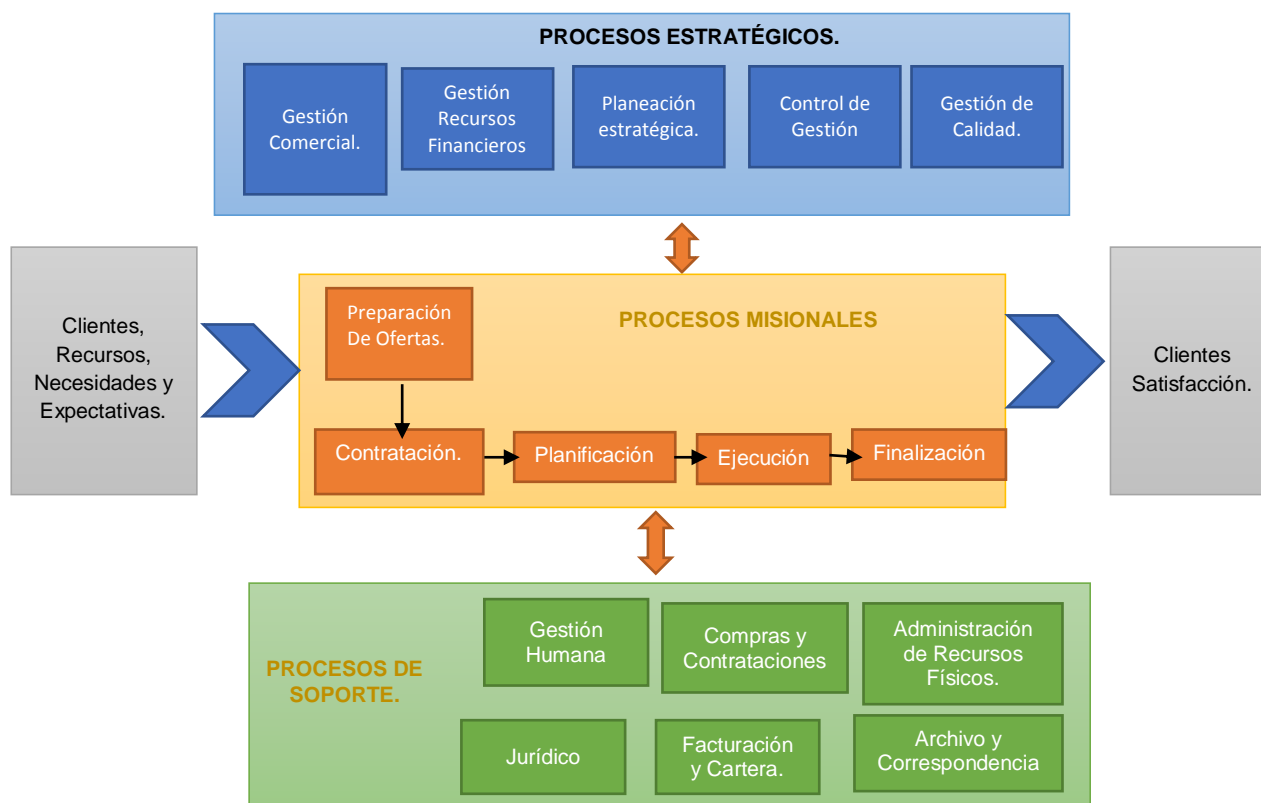 PROCESOS ESTRATÉGICOS.
Gestión
Comercial.
Gestión
Recursos
Financieros
Planeación
estratégica.
Control de
Gestión
Gestión de
Calidad.
Clientes,
Recursos,
Necesidades y
Expectativas.
PROCESOS MISIONALES
Preparación
De Ofertas.
Contratación.
Planificación
Ejecución
Finalización
Clientes
Satisfacción.
PROCESOS DE
SOPORTE.
Gestión
Humana
Compras y
Contrataciones
Administración
de Recursos
Físicos.
Jurídico
Facturación
y Cartera.
Archivo y
Correspondencia